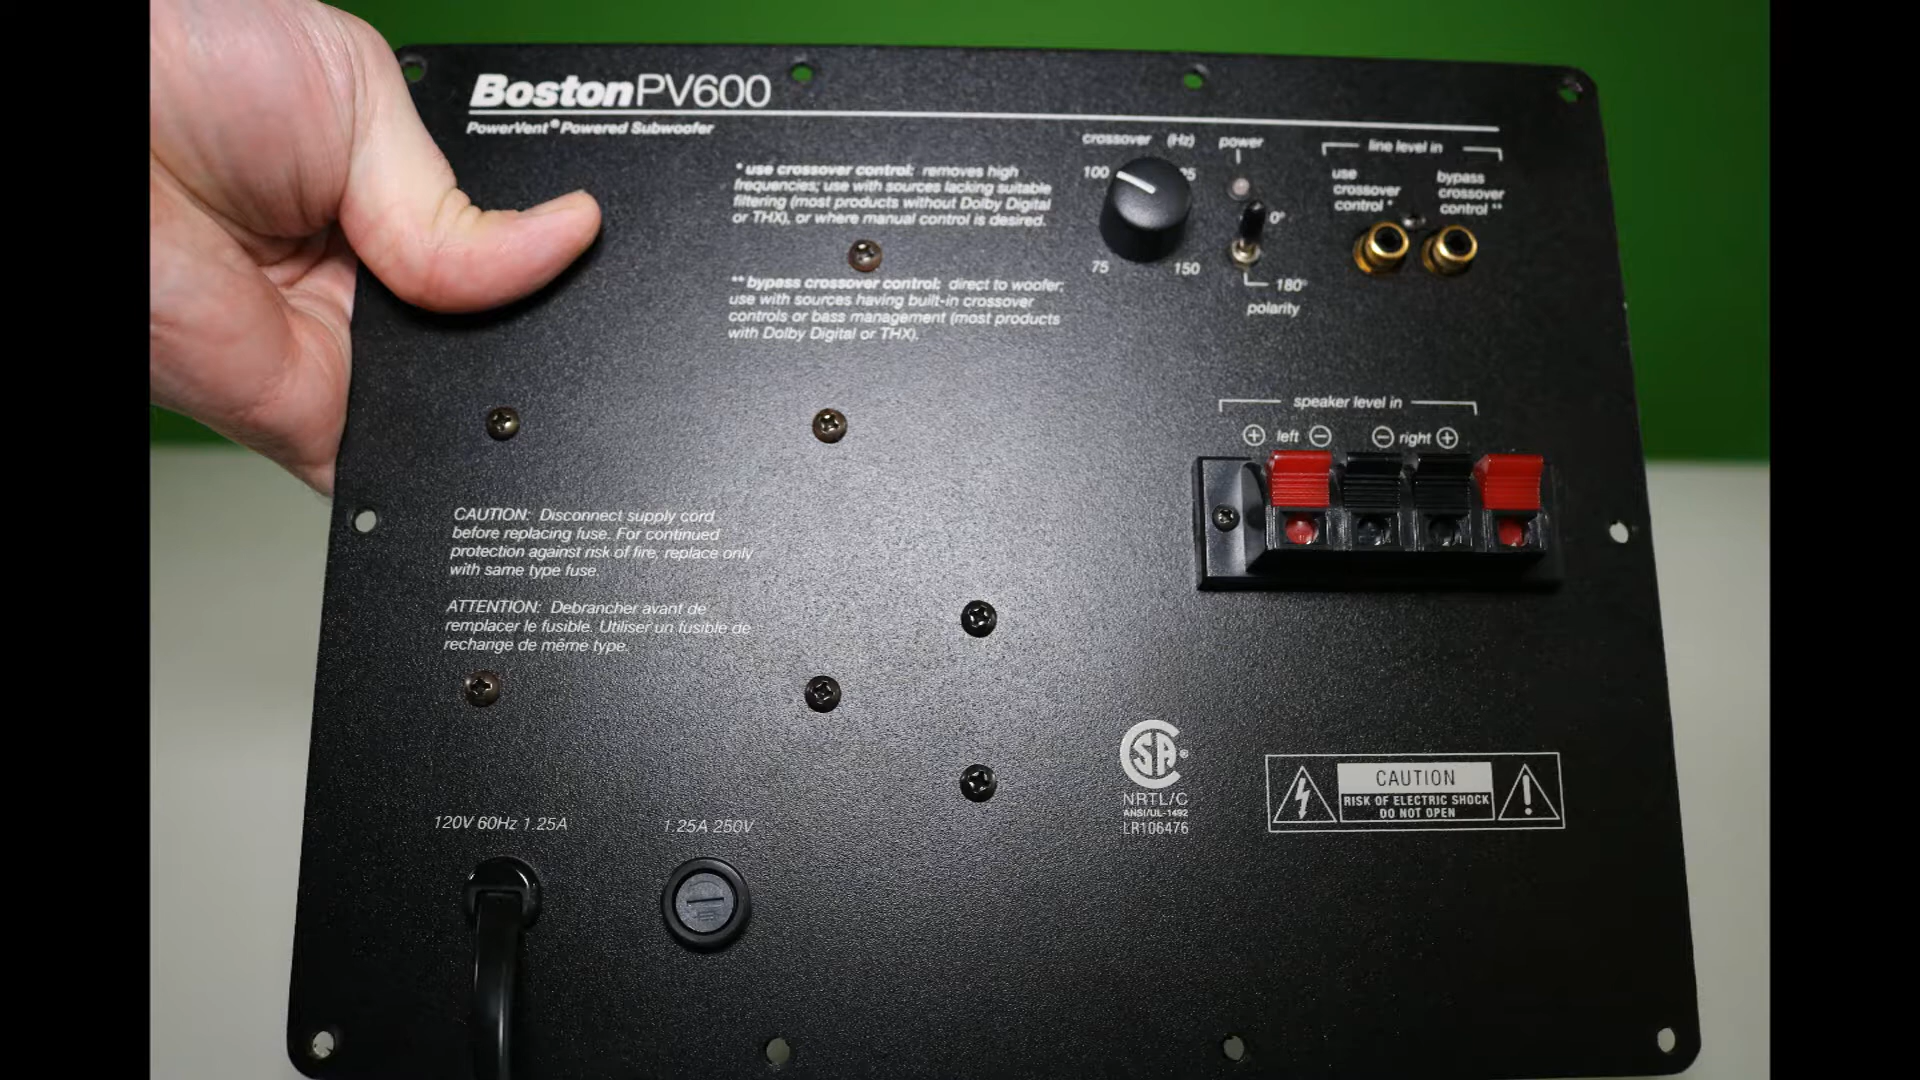 BostonPV600
PowerVent® Powered Subwoofer
* use crossover control: removes high
frequencies; use with sources lacking suitable
filtering (most products without Dolby Digital
or THX), or where manual control is desired.
** bypass crossover control: direct to woofer;
use with sources having built-in crossover
controls or bass management (most products
with Dolby Digital or THX).
crossover (Hz)
100
75
150
power
0°
180°
polarity
line level in
use
crossover
control *
bypass
crossover
control **
speaker level in
+ left − − right +
CAUTION: Disconnect supply cord
before replacing fuse. For continued
protection against risk of fire, replace only
with same type fuse.
ATTENTION: Debrancher avant de
remplacer le fusible. Utiliser un fusible de
rechange de même type.
120V 60Hz 1.25A
1.25A 250V
CSA®
NRTL/C
ANSI/UL-1492
LR106476
CAUTION
RISK OF ELECTRIC SHOCK
DO NOT OPEN